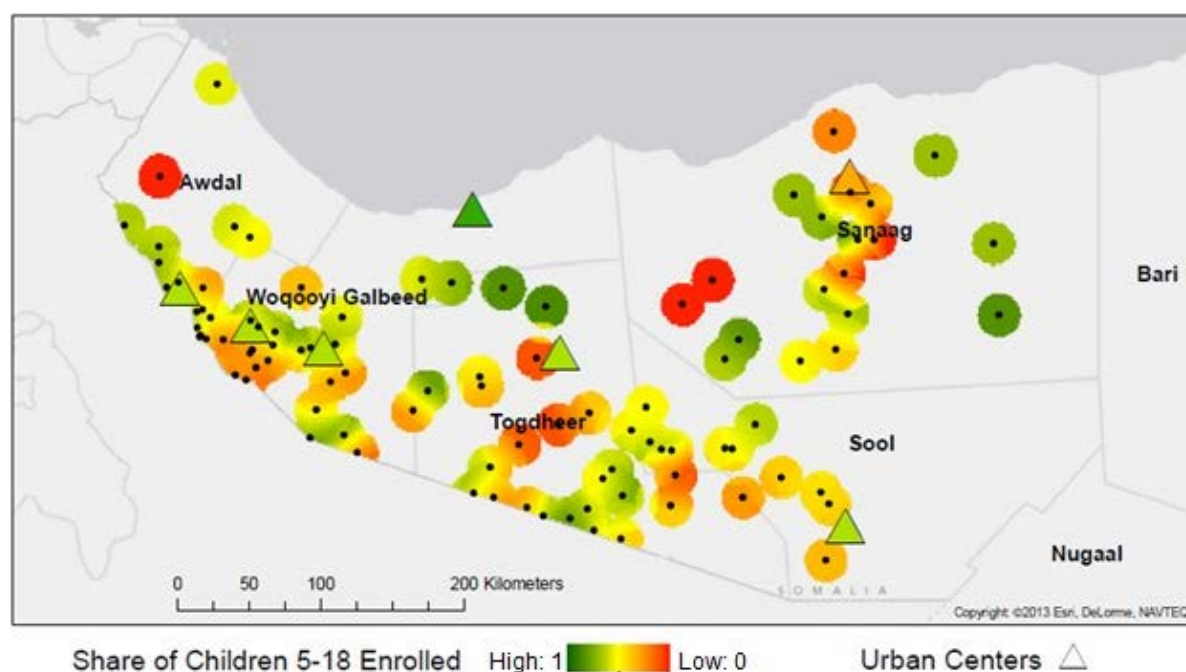 Awdal
Sanaag
Bari
Woqooyi Galbeed
Togdheer
Sool
Nugaal
0 50 100 200 Kilometers
SOMALIA
Copyright: ©2013 Esri, DeLorme, NAVTEQ
Share of Children 5-18 Enrolled High: 1 Low: 0 Urban Centers